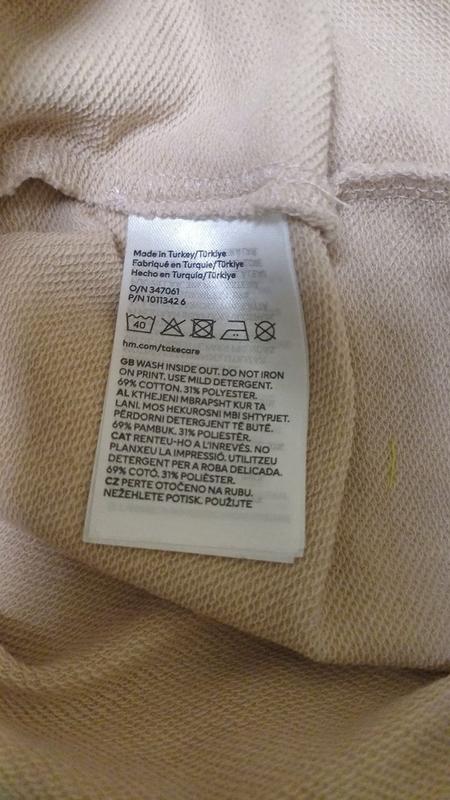 Made in Turkey/Türkiye
Fabriqué en Turquie/Türkiye
Hecho en Turquía/Türkiye
O/N 347061
P/N 1011342 6
40
hm.com/takecare
GB WASH INSIDE OUT. DO NOT IRON
ON PRINT. USE MILD DETERGENT.
69% COTTON. 31% POLYESTER.
AL KTHEJENI MBRAPSHT KUR TA
LANI. MOS HEKUROSNI MBI SHTYPJET.
PËRDORNI DETERGJENT TË BUTË.
69% PAMBUK. 31% POLIESTËR.
CAT RENTEU-HO A L'INREVÉS. NO
PLANXEU LA IMPRESSIÓ. UTILITZEU
DETERGENT PER A ROBA DELICADA.
69% COTÓ. 31% POLIÈSTER.
CZ PERTE OTOČENO NA RUBU.
NEŽEHLETE POTISK. POUŽIJTE